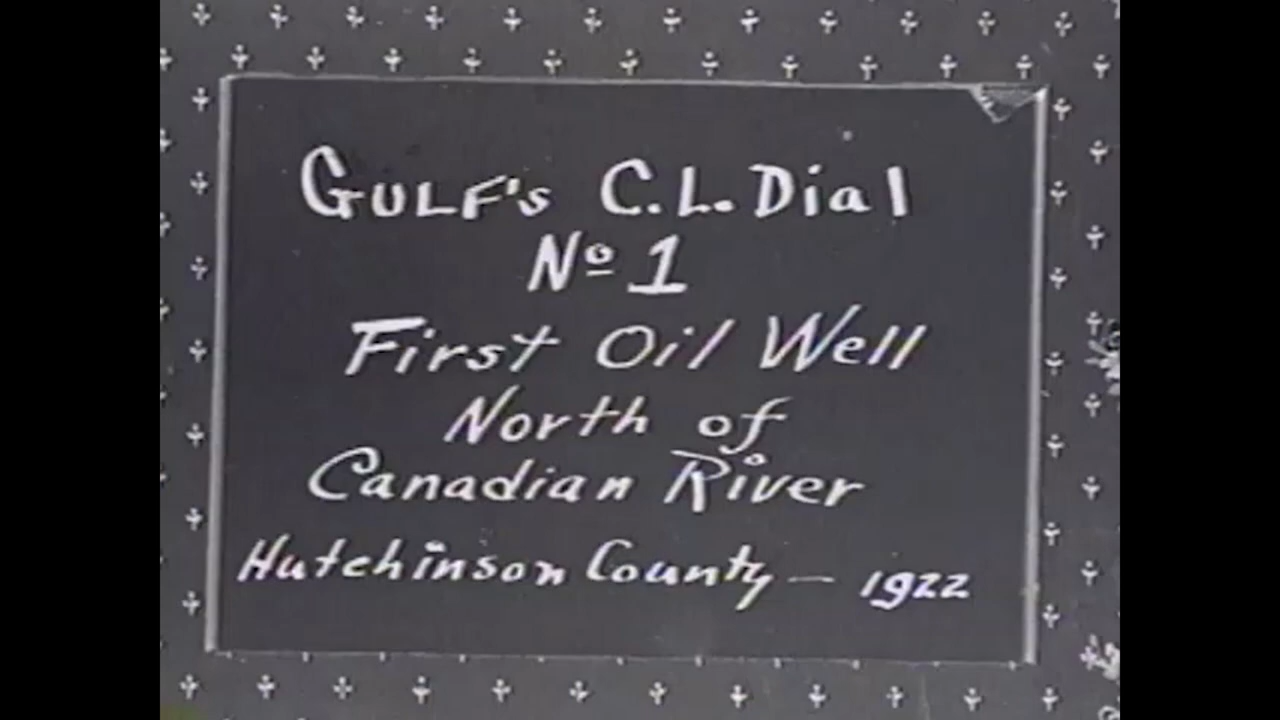 GULF's C.L. Dial
Nº 1
First Oil Well
North of
Canadian River
Hutchinson County — 1922